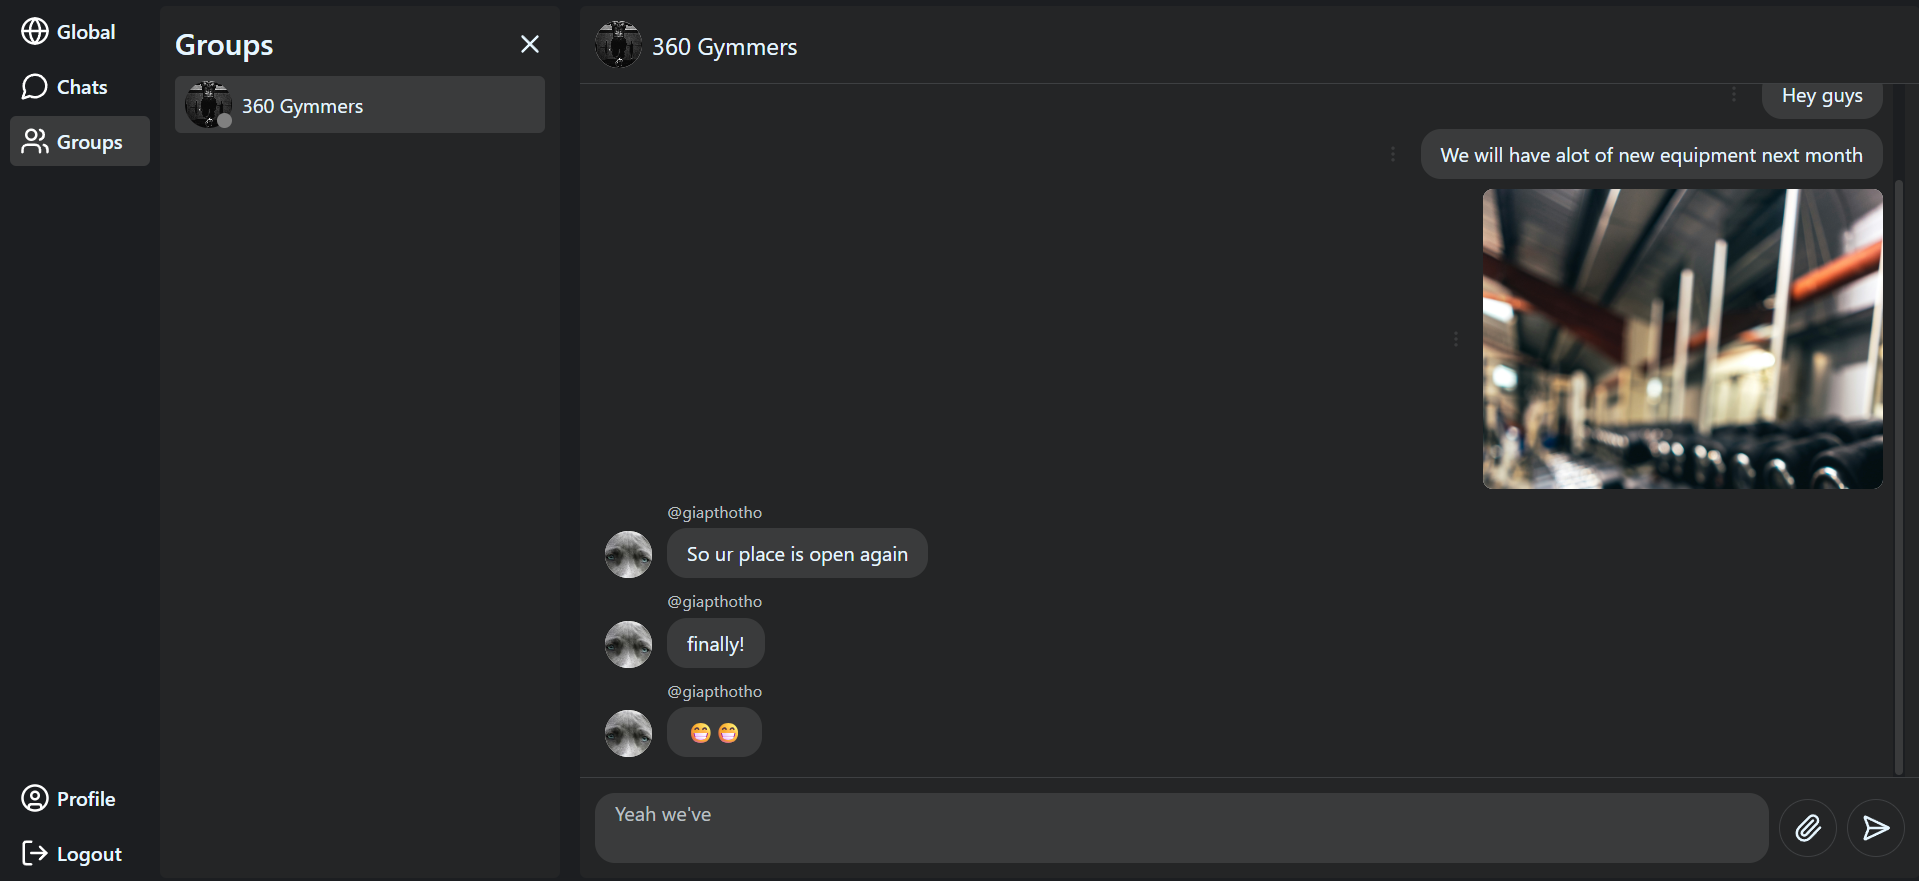 Global
Chats
Groups
Profile
Logout
Groups
360 Gymmers
360 Gymmers
Hey guys
We will have alot of new equipment next month
@giapthotho
So ur place is open again
@giapthotho
finally!
@giapthotho
😁😁
Yeah we've